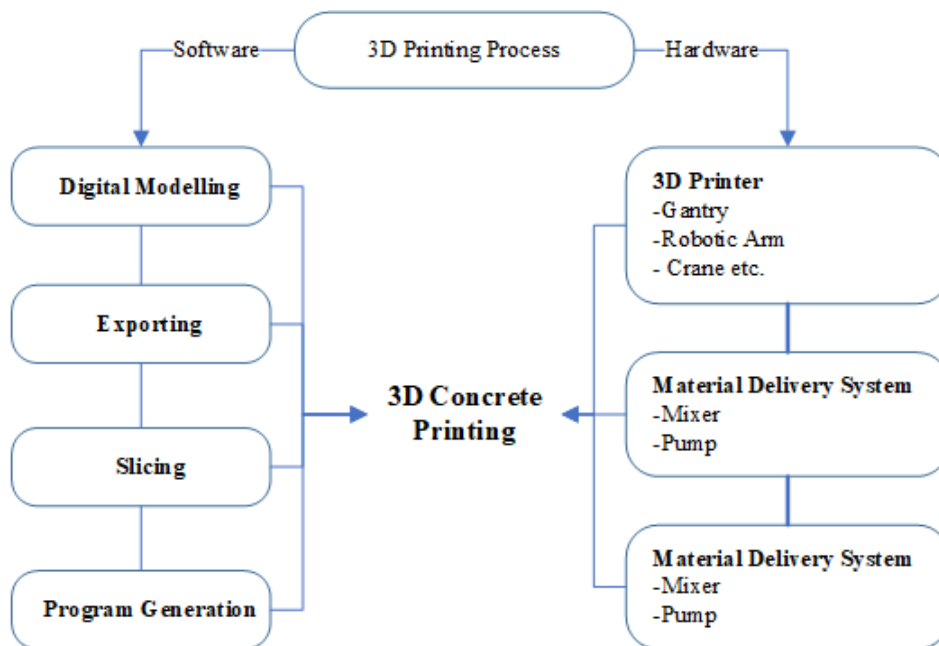 Software
3D Printing Process
Hardware
Digital Modelling
Exporting
Slicing
Program Generation
3D Concrete
Printing
3D Printer
-Gantry
-Robotic Arm
- Crane etc.
Material Delivery System
-Mixer
-Pump
Material Delivery System
-Mixer
-Pump